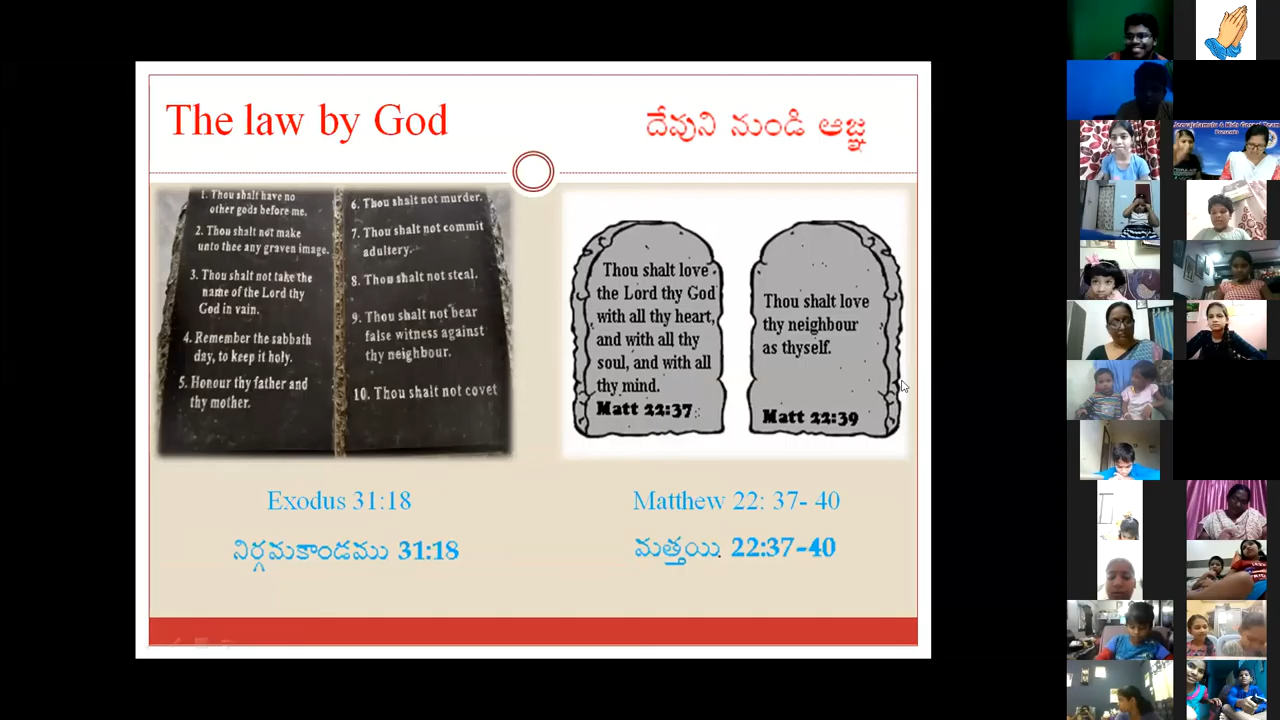 The law by God
దేవుని నుండి ఆజ్ఞ
1. Thou shalt have no
other gods before me.
2. Thou shalt not make
unto thee any graven image.
3. Thou shalt not take the
name of the Lord thy
God in vain.
4. Remember the sabbath
day, to keep it holy.
5. Honour thy father and
thy mother.
6. Thou shalt not murder.
7. Thou shalt not commit
adultery.
8. Thou shalt not steal.
9. Thou shalt not bear
false witness against
thy neighbour.
10. Thou shalt not covet
Thou shalt love
the Lord thy God
with all thy heart,
and with all thy
soul, and with all
thy mind.
Matt 22:37
Thou shalt love
thy neighbour
as thyself.
Matt 22:39
Exodus 31:18
నిర్గమకాండము 31:18
Matthew 22: 37- 40
మత్తయి 22:37-40
Presents